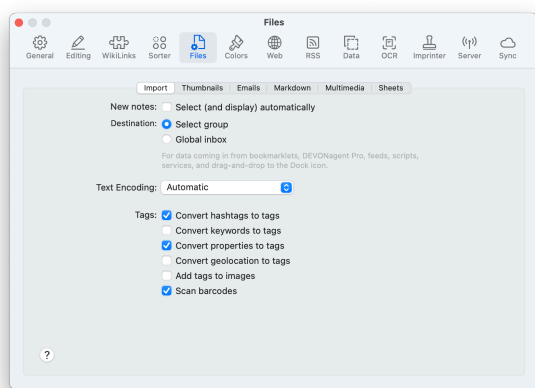 Files
General Editing WikiLinks Sorter Files Colors Web RSS Data OCR Imprinter Server Sync
Import Thumbnails Emails Markdown Multimedia Sheets
New notes: Select (and display) automatically
Destination: Select group
Global inbox
For data coming in from bookmarklets, DEVONagent Pro, feeds, scripts,
services, and drag-and-drop to the Dock icon.
Text Encoding: Automatic
Tags: Convert hashtags to tags
Convert keywords to tags
Convert properties to tags
Convert geolocation to tags
Add tags to images
Scan barcodes
?